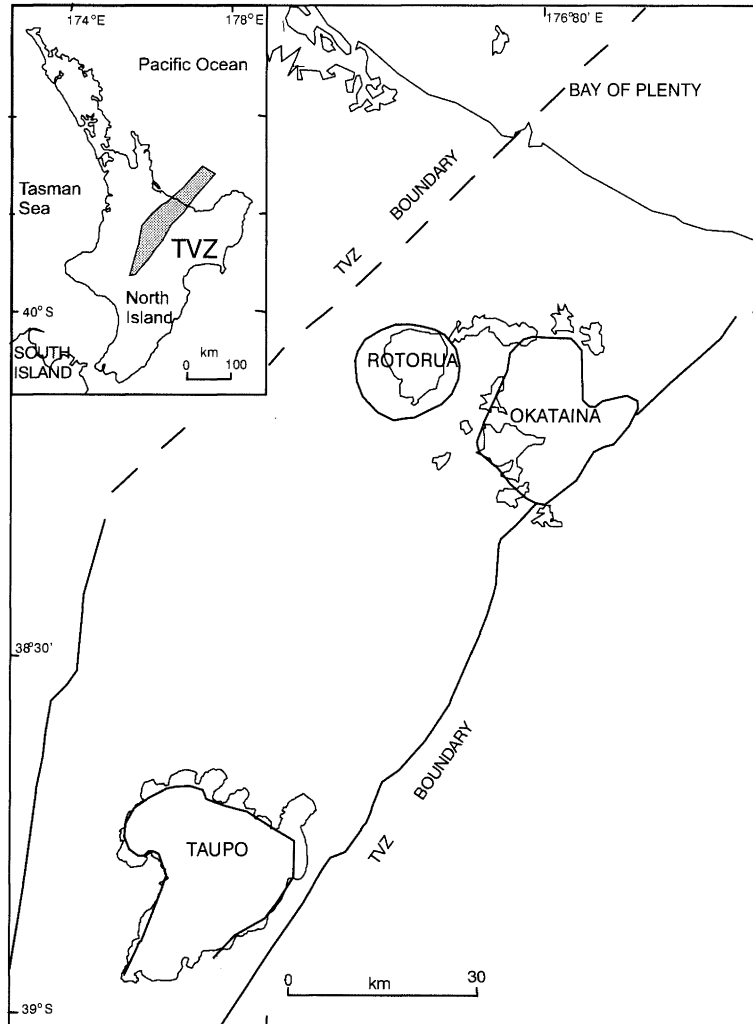 174°E
178°E
Pacific Ocean
Tasman
Sea
TVZ
North
Island
40°S
SOUTH
ISLAND
km
0 100
176°80' E
BAY OF PLENTY
TVZ BOUNDARY
ROTORUA
OKATAINA
38°30'
TVZ BOUNDARY
TAUPO
0 km 30
39°S